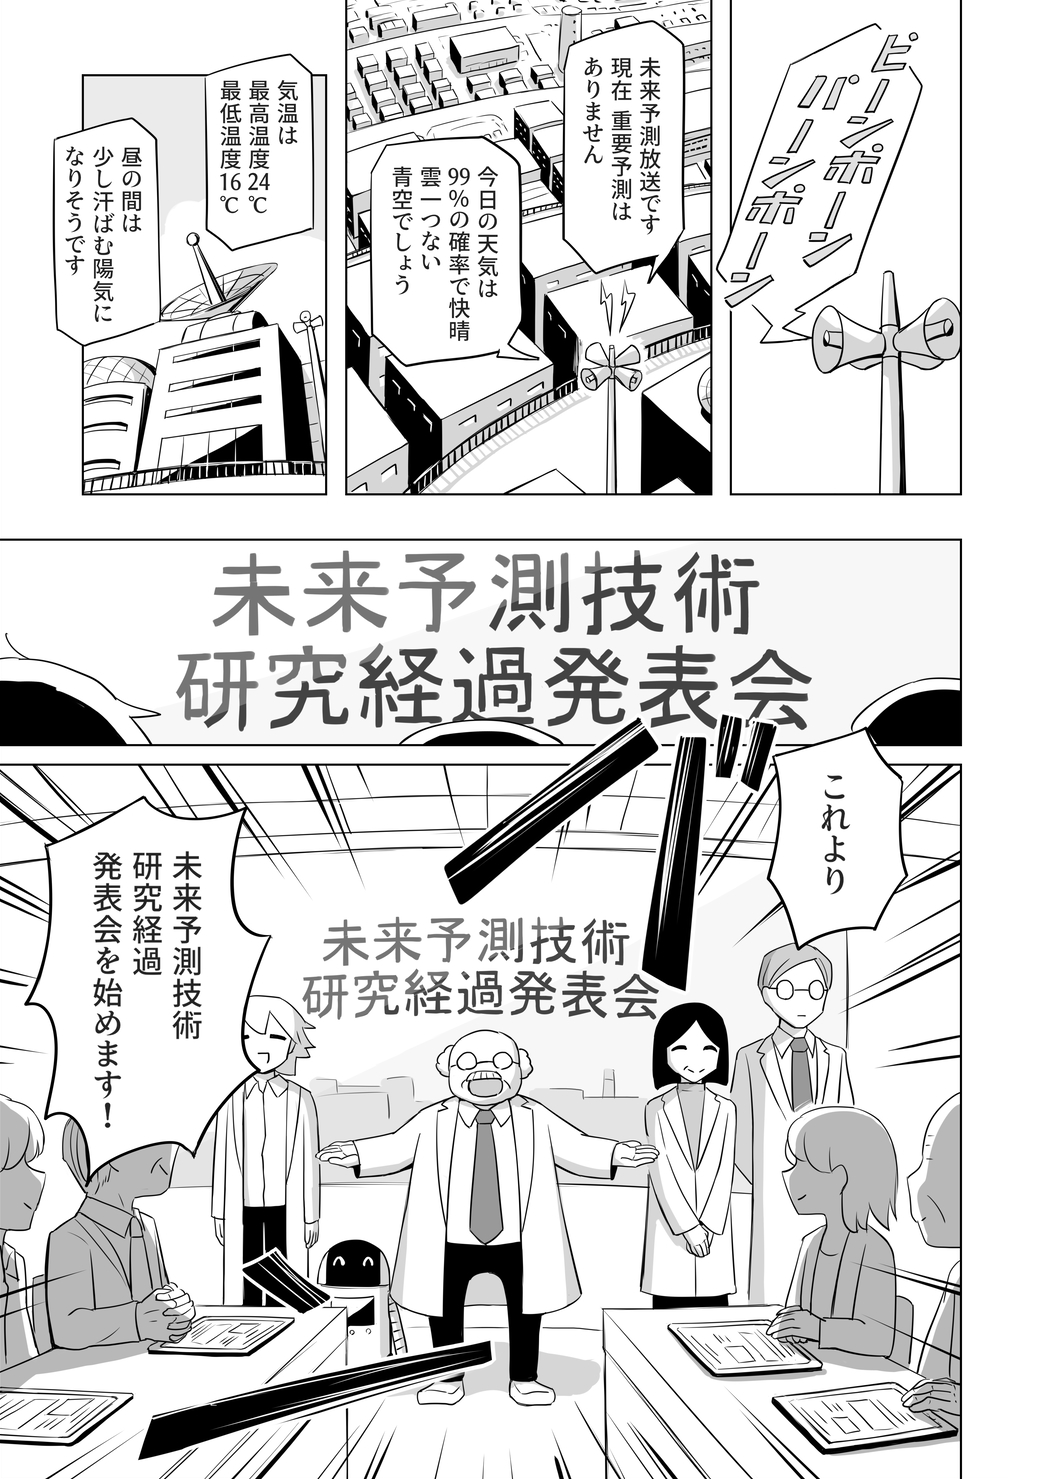 ピーンポーン
パーンポーン
未来予測放送です
現在 重要予測は
ありません
今日の天気は
99%の確率で快晴
雲一つない
青空でしょう
気温は
最高温度24℃
最低温度16℃
昼の間は
少し汗ばむ陽気に
なりそうです
未来予測技術
研究経過発表会
これより
未来予測技術
研究経過
発表会を始めます！
未来予測技術
研究経過発表会